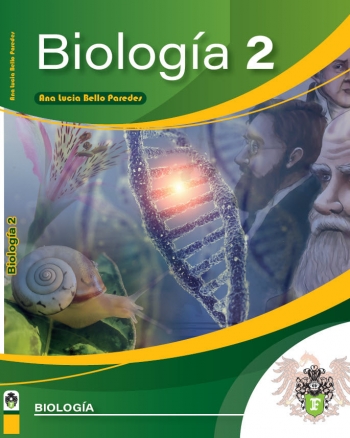 Biología 2
Ana Lucia Bello Paredes
BIOLOGÍA
F
Ana Lucia Bello Paredes
Biología 2